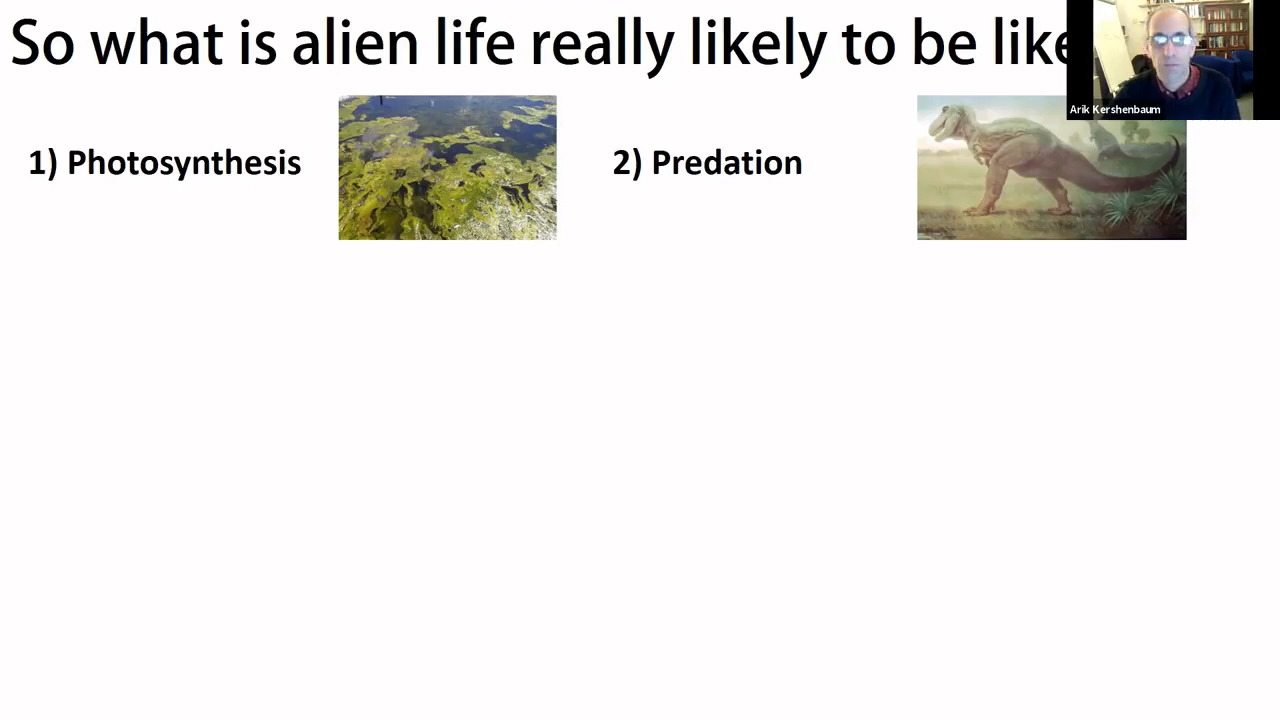 So what is alien life really likely to be like
Arik Kershenbaum
1) Photosynthesis
2) Predation